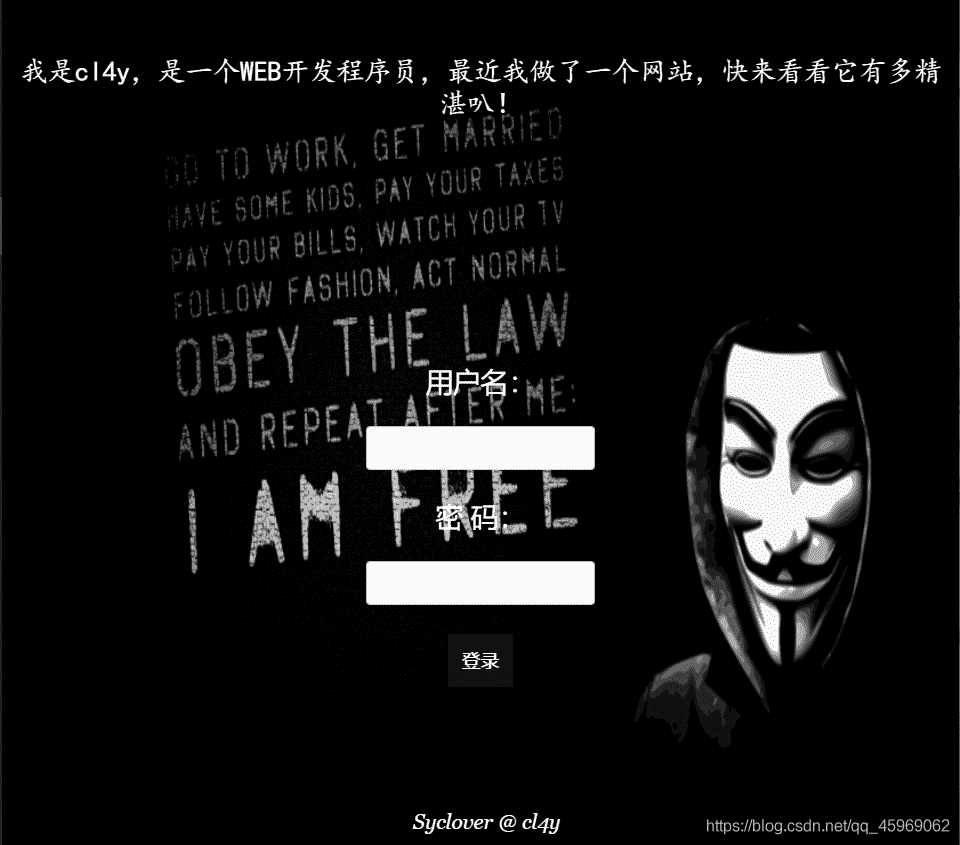 我是cl4y，是一个WEB开发程序员，最近我做了一个网站，快来看看它有多精
湛叭！
GO TO WORK, GET MARRIED
HAVE SOME KIDS, PAY YOUR TAXES
PAY YOUR BILLS, WATCH YOUR TV
FOLLOW FASHION, ACT NORMAL
OBEY THE LAW
AND REPEAT AFTER ME:
I AM FREE
用户名：
密 码：
登录
Syclover @ cl4y
https://blog.csdn.net/qq_45969062